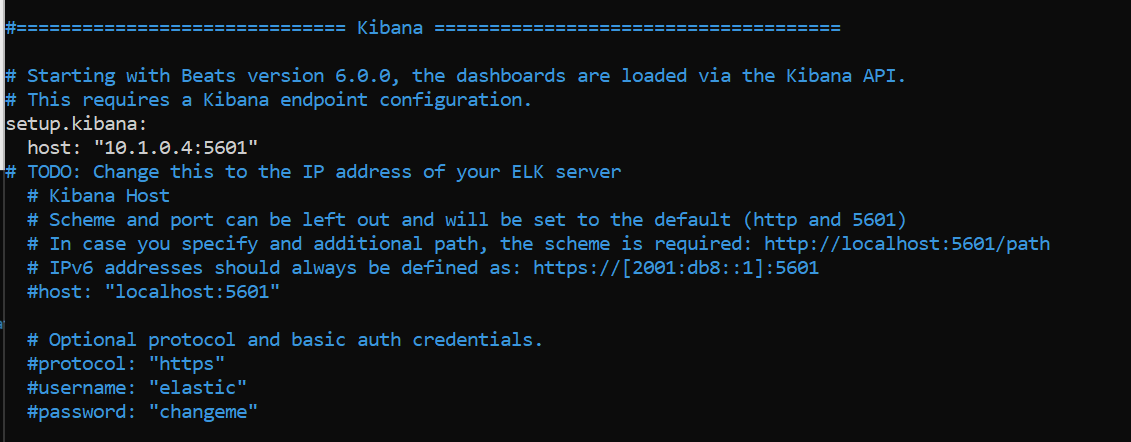 #============================== Kibana =====================================
# Starting with Beats version 6.0.0, the dashboards are loaded via the Kibana API.
# This requires a Kibana endpoint configuration.
setup.kibana:
  host: "10.1.0.4:5601"
# TODO: Change this to the IP address of your ELK server
  # Kibana Host
  # Scheme and port can be left out and will be set to the default (http and 5601)
  # In case you specify and additional path, the scheme is required: http://localhost:5601/path
  # IPv6 addresses should always be defined as: https://[2001:db8::1]:5601
  #host: "localhost:5601"
  # Optional protocol and basic auth credentials.
  #protocol: "https"
  #username: "elastic"
  #password: "changeme"